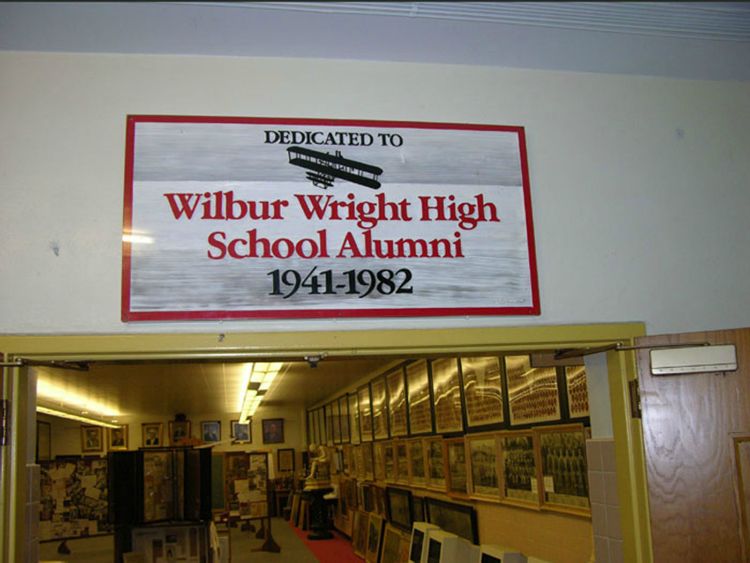 DEDICATED TO
Wilbur Wright High
School Alumni
1941-1982